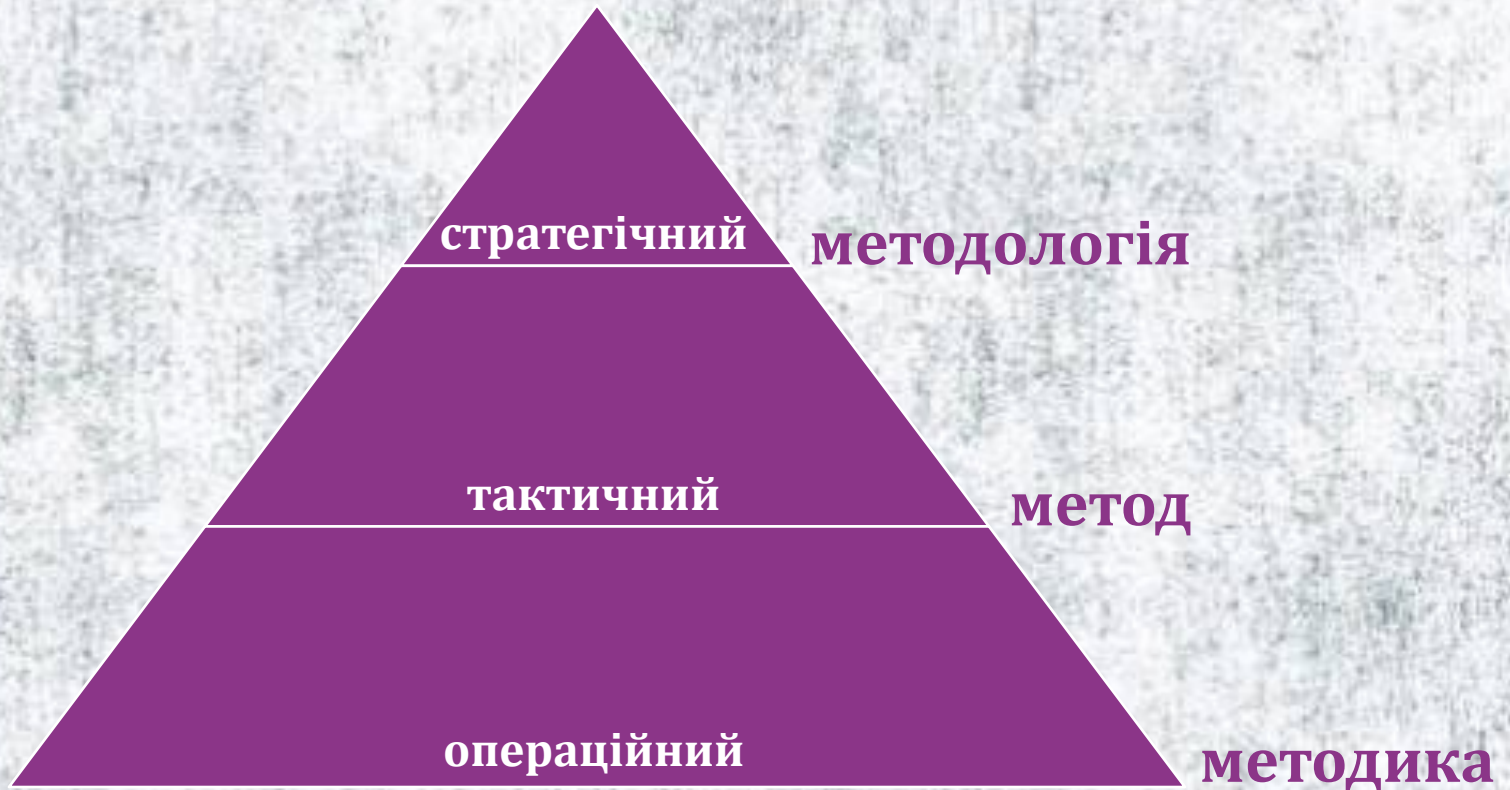 стратегічний методологія
тактичний метод
операційний методика